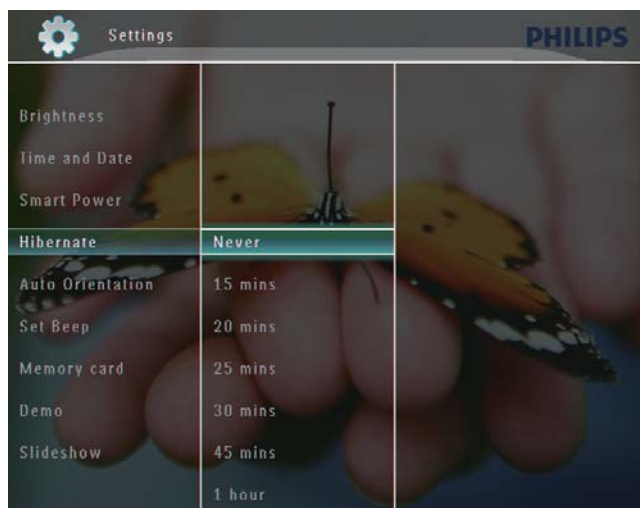 Settings
PHILIPS
Brightness
Time and Date
Smart Power
Hibernate
Auto Orientation
Set Beep
Memory card
Demo
Slideshow
Never
15 mins
20 mins
25 mins
30 mins
45 mins
1 hour